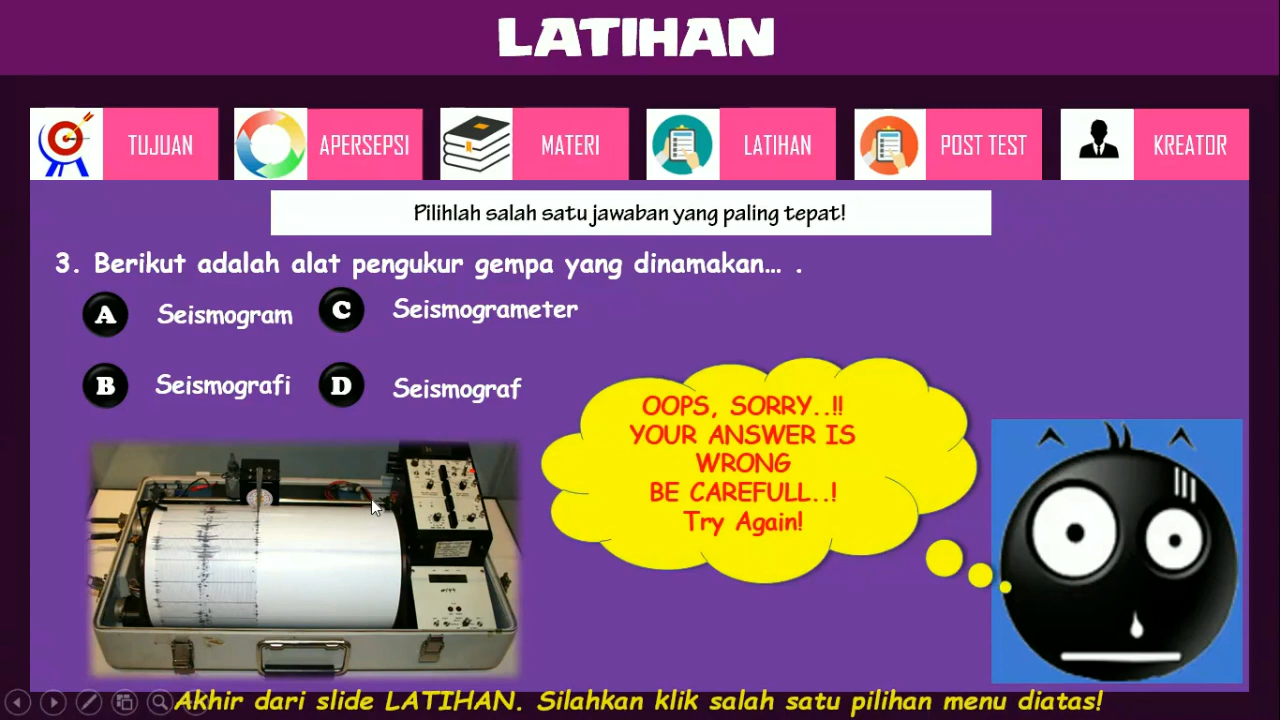 LATIHAN
TUJUAN
APERSEPSI
MATERI
LATIHAN
POST TEST
KREATOR
Pilihlah salah satu jawaban yang paling tepat!
3. Berikut adalah alat pengukur gempa yang dinamakan... .
A Seismogram
C Seismogrameter
B Seismografi
D Seismograf
OOPS, SORRY..!!
YOUR ANSWER IS
WRONG
BE CAREFULL..!
Try Again!
Akhir dari slide LATIHAN. Silahkan klik salah satu pilihan menu diatas!